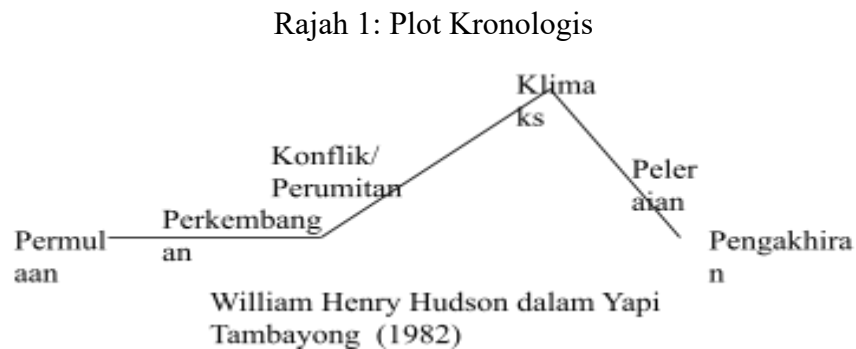 Rajah 1: Plot Kronologis
Klima
ks
Konflik/
Perumitan
Peler
aian
Perkembang
an
Permul
aan
Pengakhira
n
William Henry Hudson dalam Yapi
Tambayong (1982)